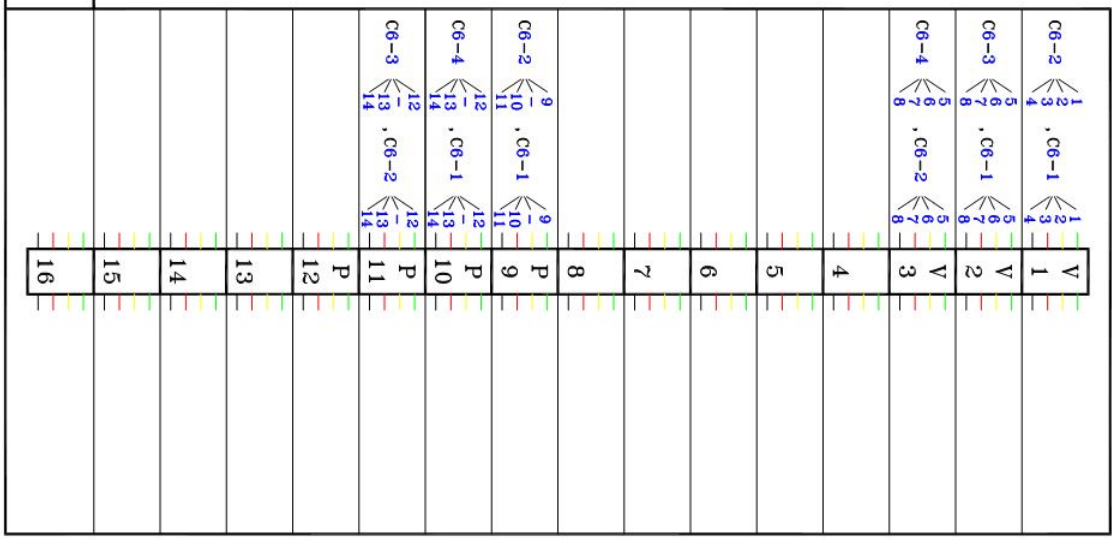 C6-2 1 2 3 4 ,C6-1 1 2 3 4 V 1
C6-3 5 6 7 8 ,C6-1 5 6 7 8 V 2
C6-4 5 6 7 8 ,C6-2 5 6 7 8 V 3
4
5
6
7
8
C6-2 9 - 10 11 ,C6-1 9 - 10 11 P 9
C6-4 12 - 13 14 ,C6-1 12 - 13 14 P 10
C6-3 12 - 13 14 ,C6-2 12 - 13 14 P 11
P 12
13
14
15
16